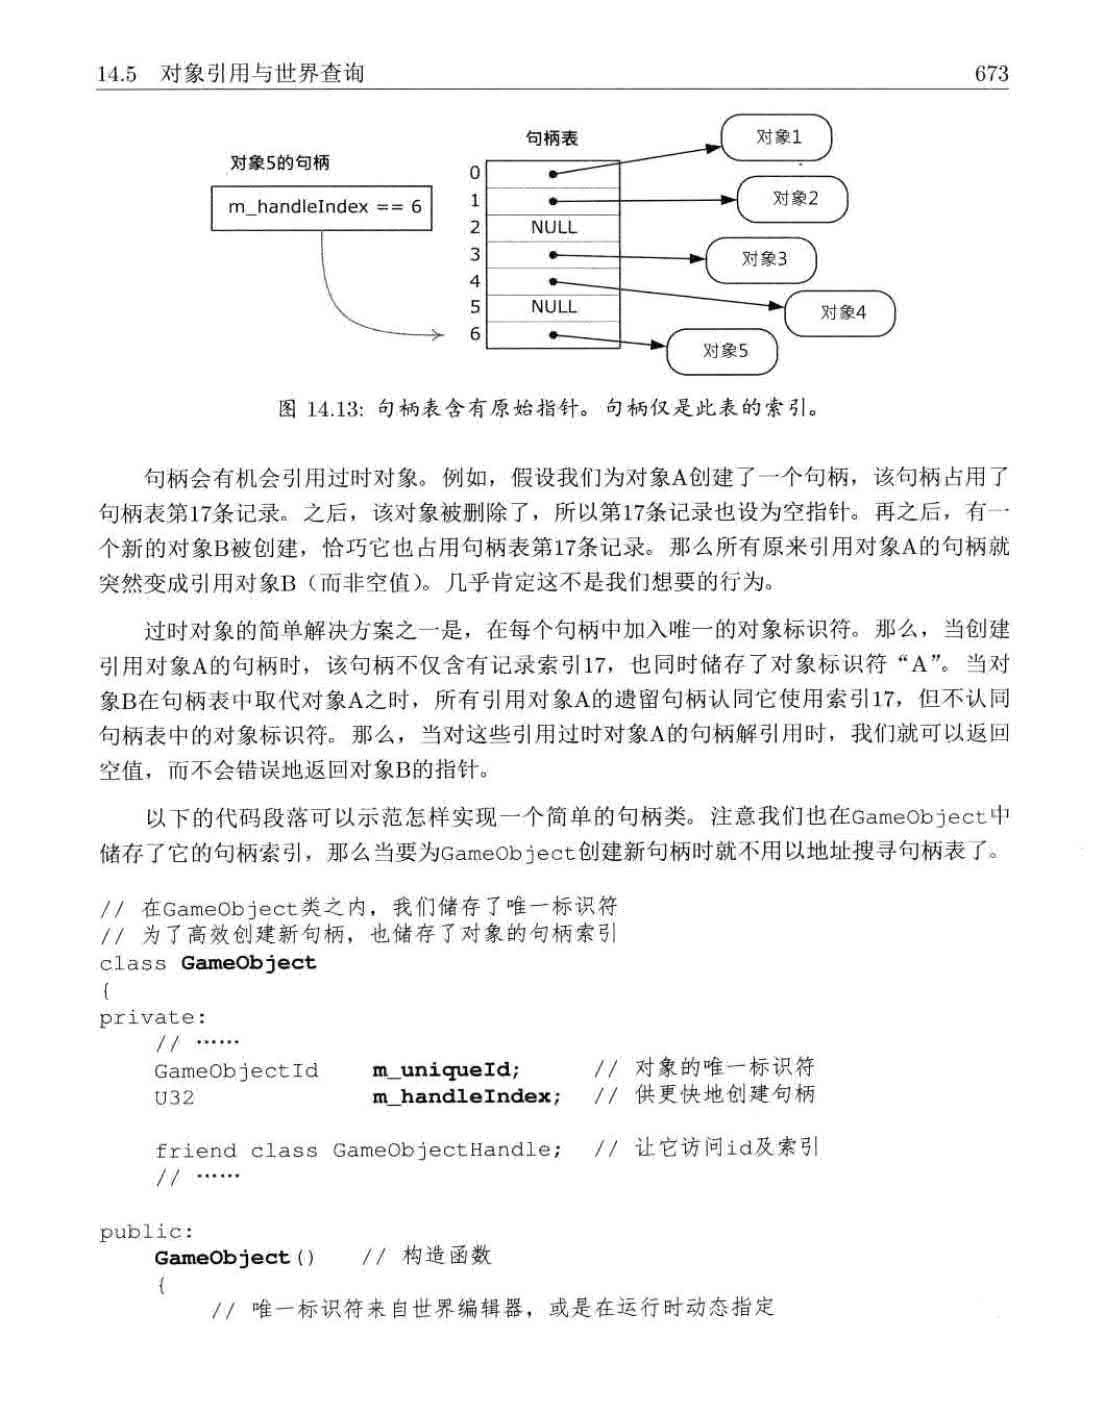 14.5 对象引用与世界查询 673
句柄表
对象1
对象5的句柄
m_handleIndex == 6
0
1
对象2
2 NULL
3
对象3
4
5 NULL
对象4
6
对象5
图 14.13: 句柄表含有原始指针。句柄仅是此表的索引。
句柄会有机会引用过时对象。例如，假设我们为对象A创建了一个句柄，该句柄占用了
句柄表第17条记录。之后，该对象被删除了，所以第17条记录也设为空指针。再之后，有一
个新的对象B被创建，恰巧它也占用句柄表第17条记录。那么所有原来引用对象A的句柄就
突然变成引用对象B（而非空值）。几乎肯定这不是我们想要的行为。
过时对象的简单解决方案之一是，在每个句柄中加入唯一的对象标识符。那么，当创建
引用对象A的句柄时，该句柄不仅含有记录索引17，也同时储存了对象标识符“A”。当对
象B在句柄表中取代对象A之时，所有引用对象A的遗留句柄认同它使用索引17，但不认同
句柄表中的对象标识符。那么，当对这些引用过时对象A的句柄解引用时，我们就可以返回
空值，而不会错误地返回对象B的指针。
以下的代码段落可以示范怎样实现一个简单的句柄类。注意我们也在GameObject中
储存了它的句柄索引，那么当要为GameObject创建新句柄时就不用以地址搜寻句柄表了。
// 在GameObject类之内，我们储存了唯一标识符
// 为了高效创建新句柄，也储存了对象的句柄索引
class GameObject
{
private:
// ……
GameObjectId m_uniqueId; // 对象的唯一标识符
U32 m_handleIndex; // 供更快地创建句柄
friend class GameObjectHandle; // 让它访问id及索引
// ……
public:
GameObject() // 构造函数
{
// 唯一标识符来自世界编辑器，或是在运行时动态指定